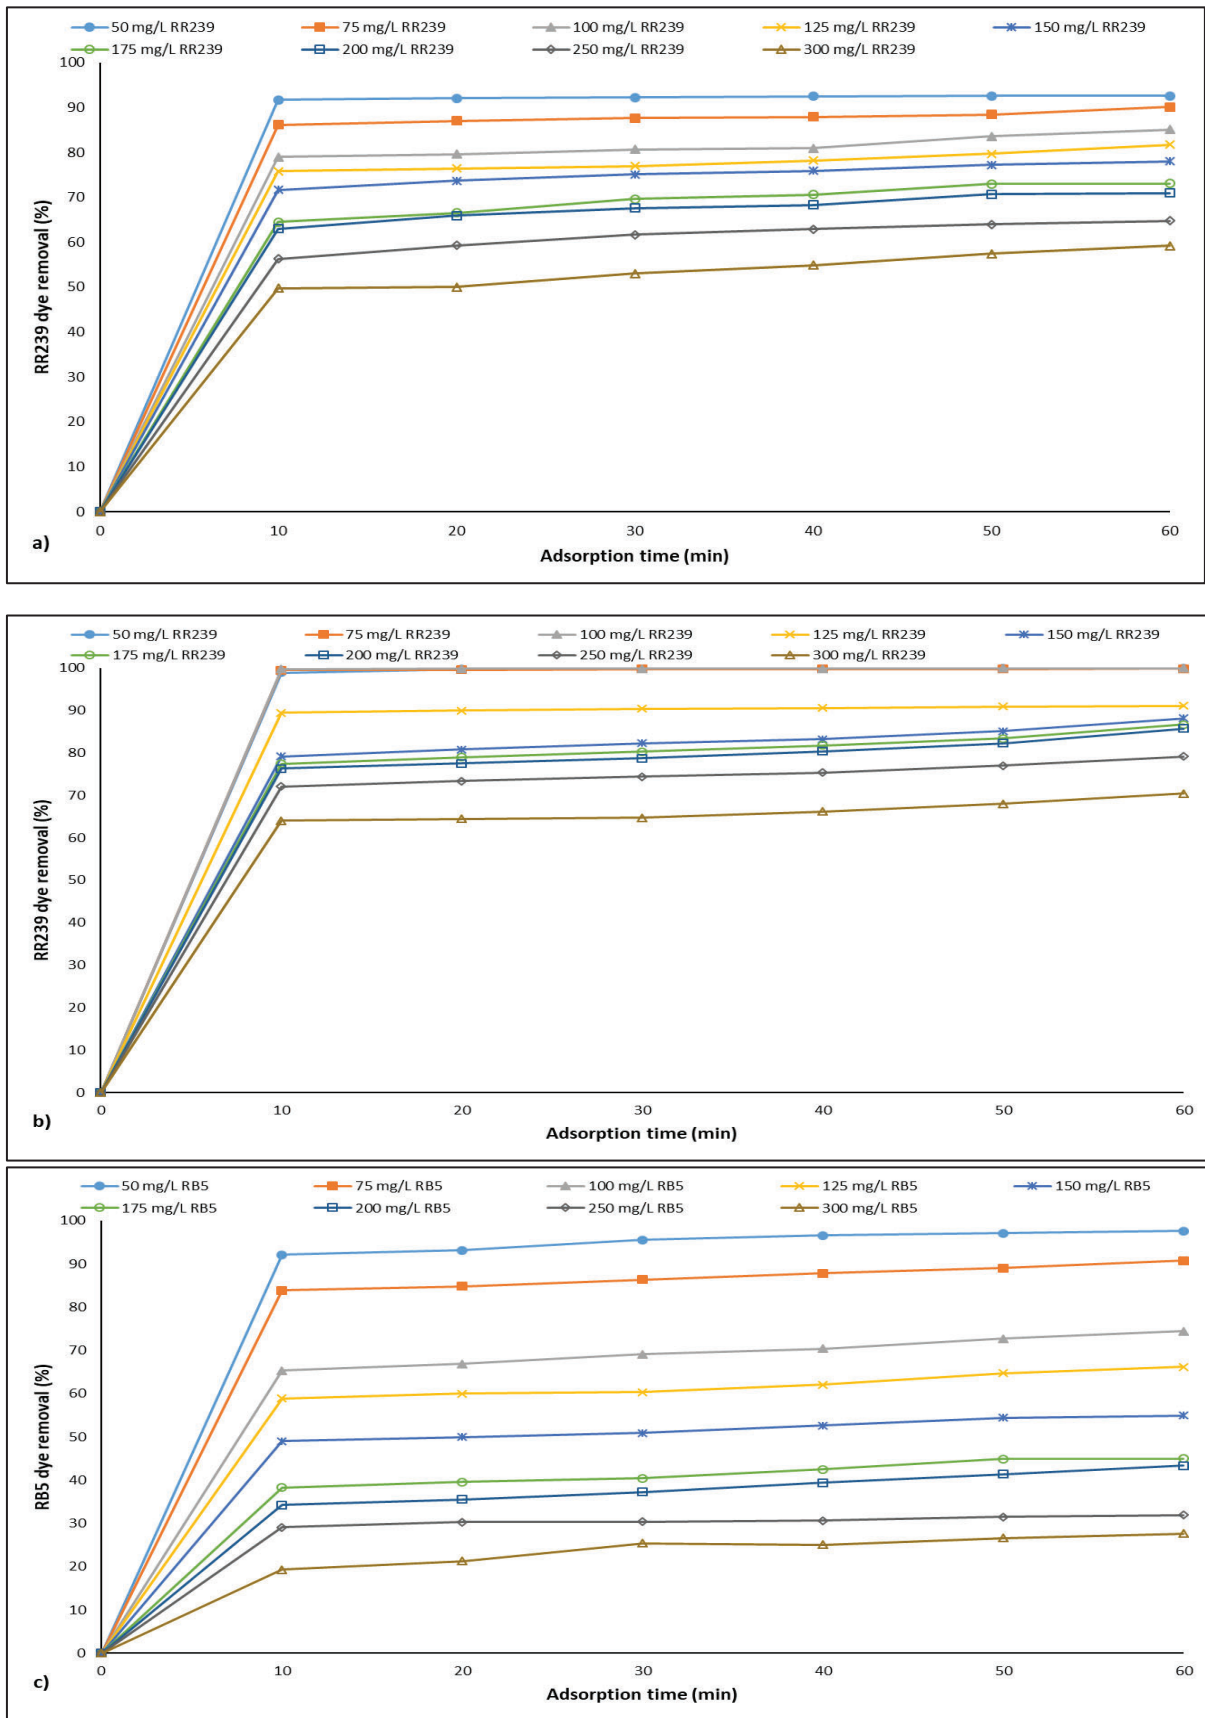 50 mg/L RR239 75 mg/L RR239 100 mg/L RR239 125 mg/L RR239 150 mg/L RR239
175 mg/L RR239 200 mg/L RR239 250 mg/L RR239 300 mg/L RR239
100
90
80
70
60
50
40
30
20
10
0
RR239 dye removal (%)
0 10 20 30 40 50 60
a)
Adsorption time (min)
50 mg/L RR239 75 mg/L RR239 100 mg/L RR239 125 mg/L RR239 150 mg/L RR239
175 mg/L RR239 200 mg/L RR239 250 mg/L RR239 300 mg/L RR239
100
90
80
70
60
50
40
30
20
10
0
RR239 dye removal (%)
0 10 20 30 40 50 60
b)
Adsorption time (min)
50 mg/L RB5 75 mg/L RB5 100 mg/L RB5 125 mg/L RB5 150 mg/L RB5
175 mg/L RB5 200 mg/L RB5 250 mg/L RB5 300 mg/L RB5
100
90
80
70
60
50
40
30
20
10
0
RB5 dye removal (%)
0 10 20 30 40 50 60
c)
Adsorption time (min)